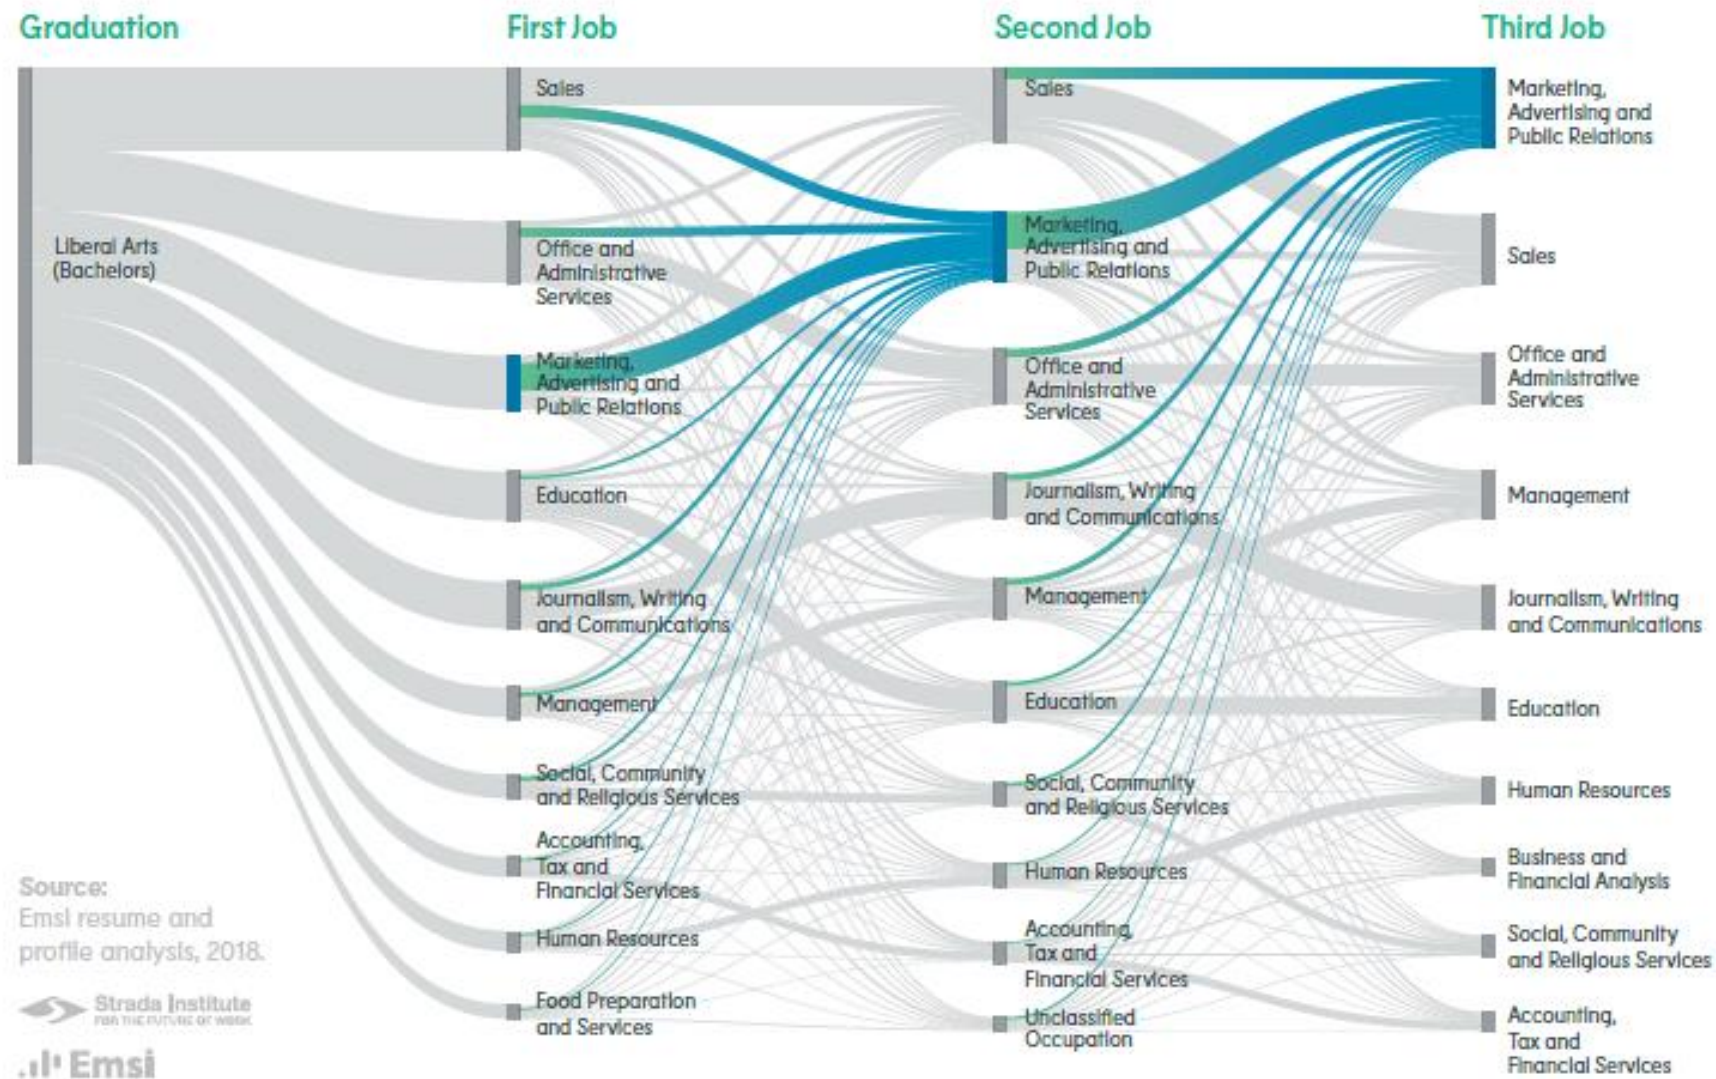 Graduation
First Job
Second Job
Third Job
Liberal Arts
(Bachelors)
Sales
Office and
Administrative
Services
Marketing,
Advertising and
Public Relations
Education
Journalism, Writing
and Communications
Management
Social, Community
and Religious Services
Accounting,
Tax and
Financial Services
Human Resources
Food Preparation
and Services
Sales
Marketing,
Advertising and
Public Relations
Office and
Administrative
Services
Journalism, Writing
and Communications
Management
Education
Social, Community
and Religious Services
Human Resources
Accounting,
Tax and
Financial Services
Unclassified
Occupation
Marketing,
Advertising and
Public Relations
Sales
Office and
Administrative
Services
Management
Journalism, Writing
and Communications
Education
Human Resources
Business and
Financial Analysis
Social, Community
and Religious Services
Accounting,
Tax and
Financial Services
Source:
Emsi resume and
profile analysis, 2018.
Strada Institute
FOR THE FUTURE OF WORK
Emsi